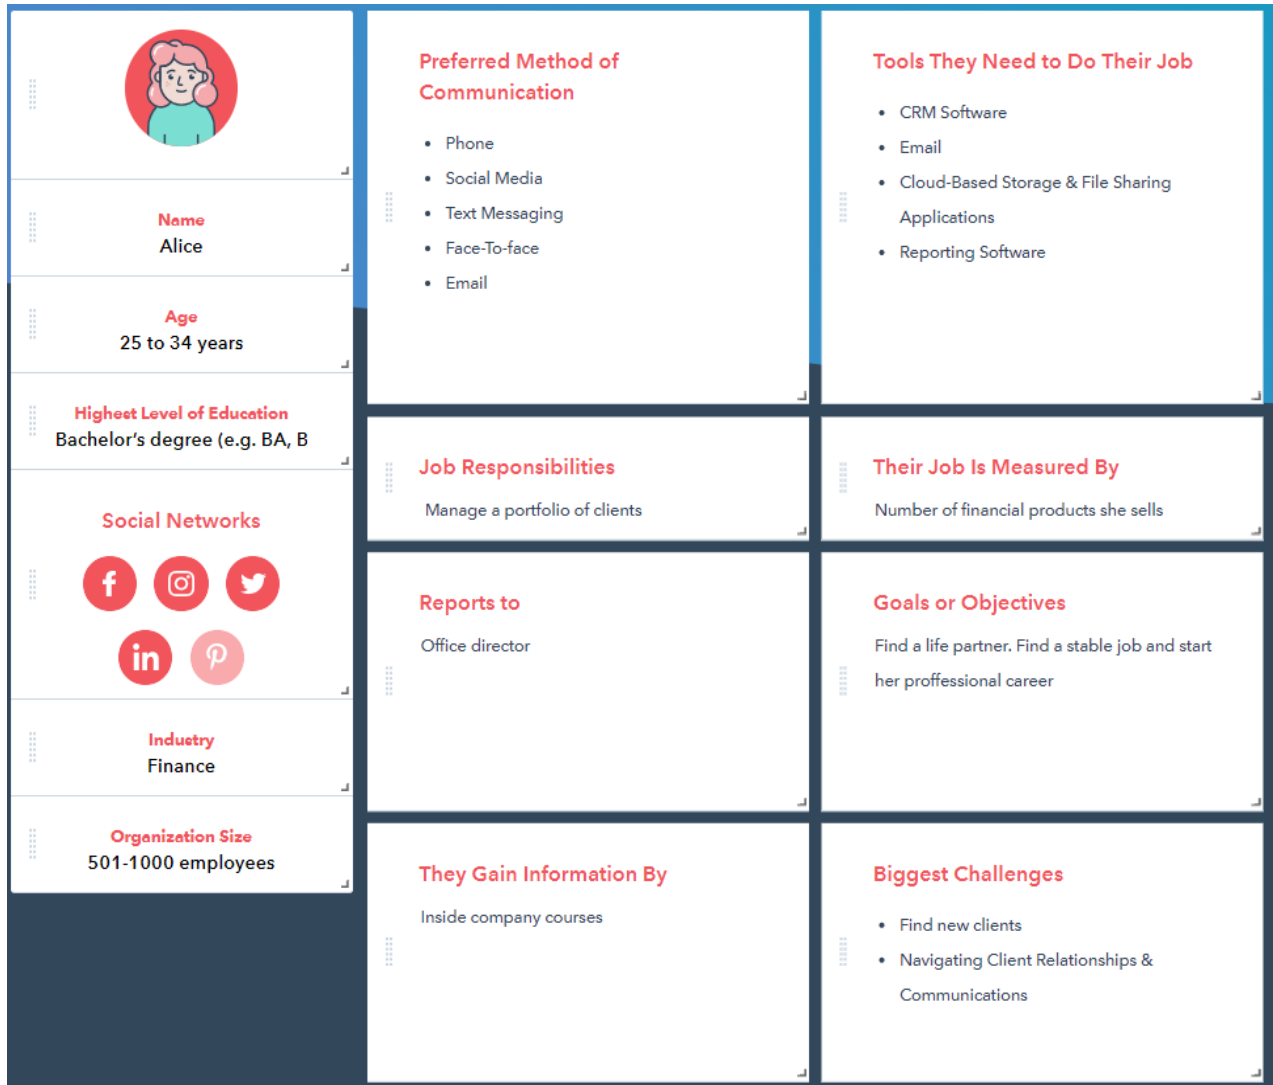 Name
Alice
Age
25 to 34 years
Highest Level of Education
Bachelor's degree (e.g. BA, B
Social Networks
in
Industry
Finance
Organization Size
501-1000 employees
Preferred Method of
Communication
• Phone
• Social Media
• Text Messaging
• Face-To-face
• Email
Tools They Need to Do Their Job
• CRM Software
• Email
• Cloud-Based Storage & File Sharing
Applications
• Reporting Software
Job Responsibilities
Manage a portfolio of clients
Their Job Is Measured By
Number of financial products she sells
Reports to
Office director
Goals or Objectives
Find a life partner. Find a stable job and start
her proffessional career
They Gain Information By
Inside company courses
Biggest Challenges
• Find new clients
• Navigating Client Relationships &
Communications